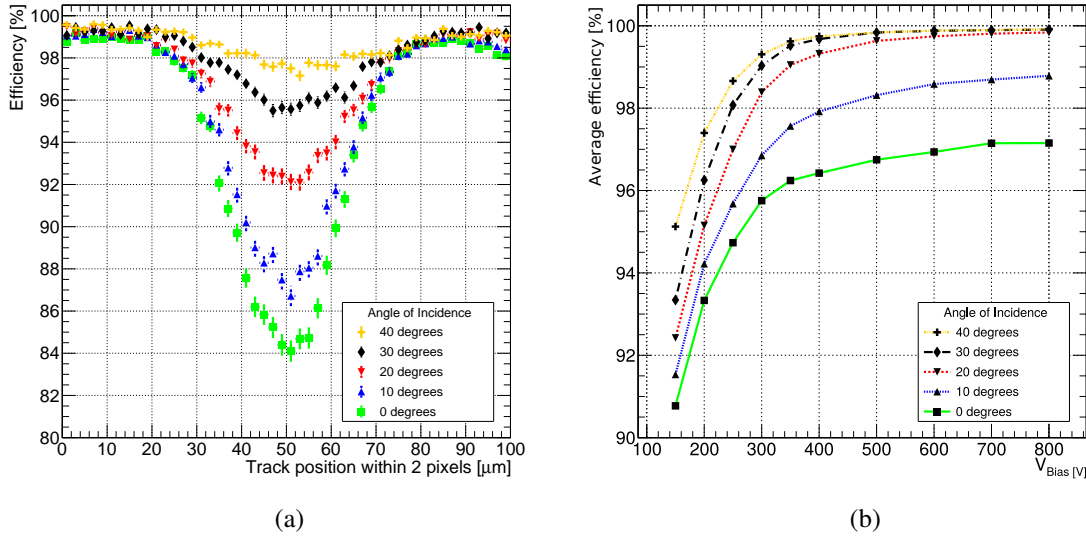 Efficiency [%]
100
98
96
94
92
90
88
86
84
82
80
Angle of Incidence
40 degrees
30 degrees
20 degrees
10 degrees
0 degrees
0 10 20 30 40 50 60 70 80 90 100
Track position within 2 pixels [μm]
(a)
Average efficiency [%]
100
98
96
94
92
90
Angle of Incidence
40 degrees
30 degrees
20 degrees
10 degrees
0 degrees
100 200 300 400 500 600 700 800
V Bias [V]
(b)